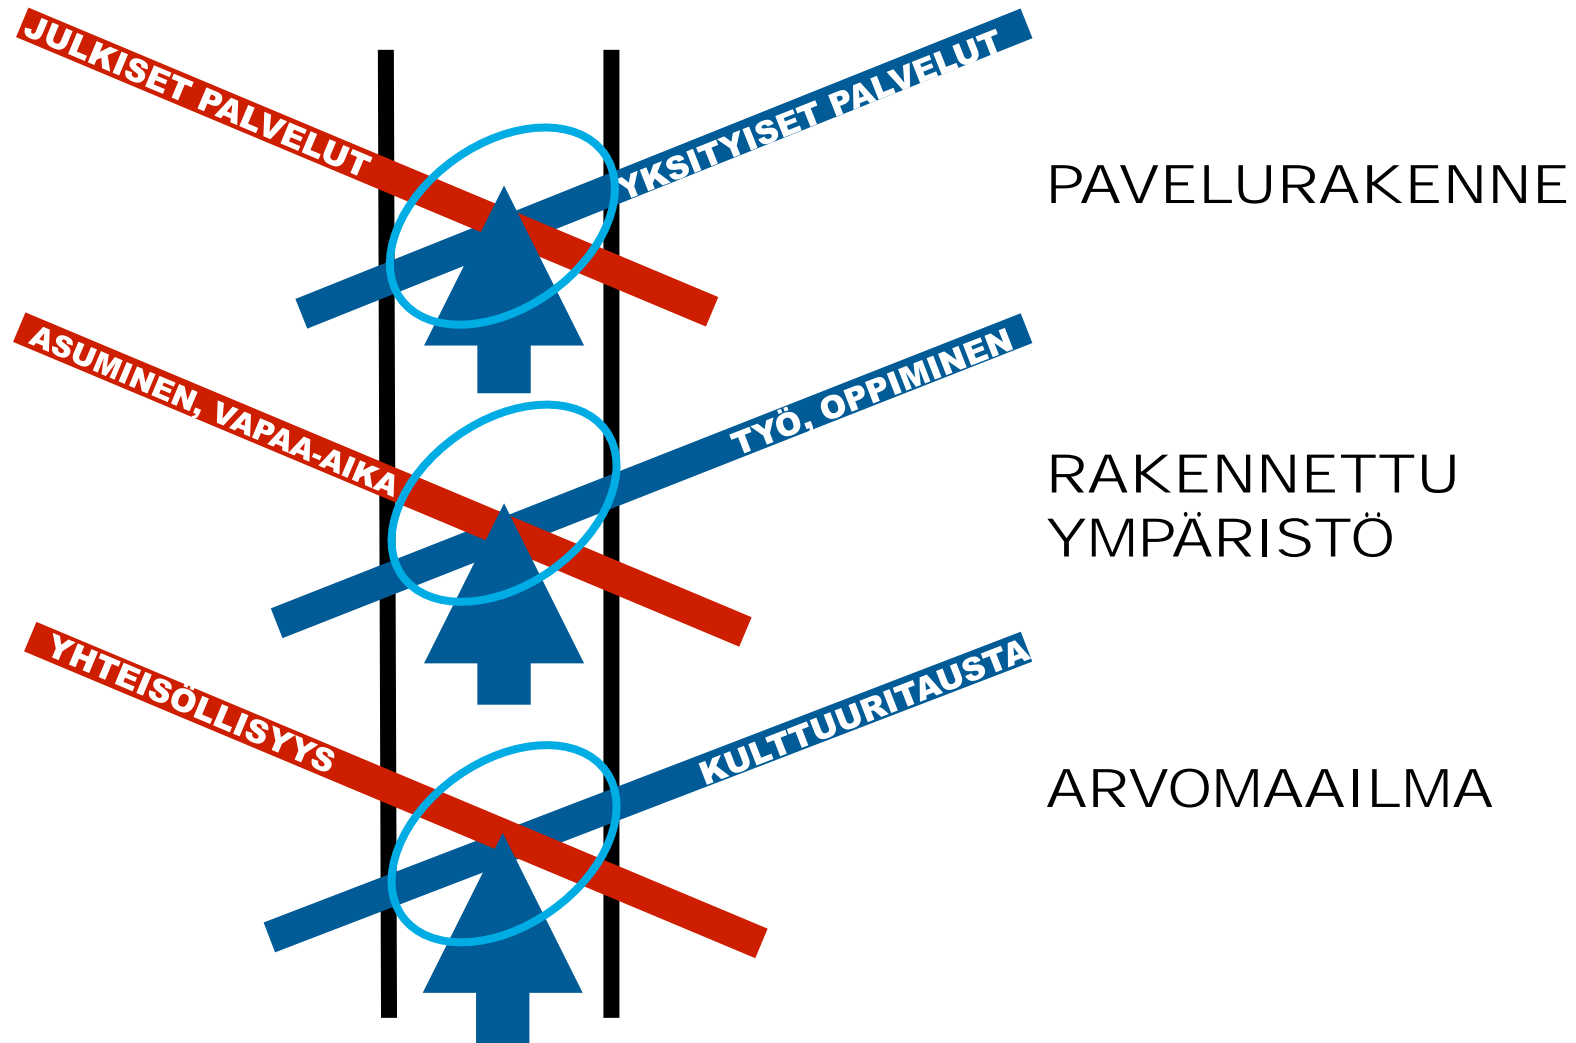 JULKISET PALVELUT
YKSITYISET PALVELUT
PAVELURAKENNE
ASUMINEN, VAPAA-AIKA
TYÖ, OPPIMINEN
RAKENNETTU
YMPÄRISTÖ
YHTEISÖLLISYYS
KULTTUURITAUSTA
ARVOMAAILMA